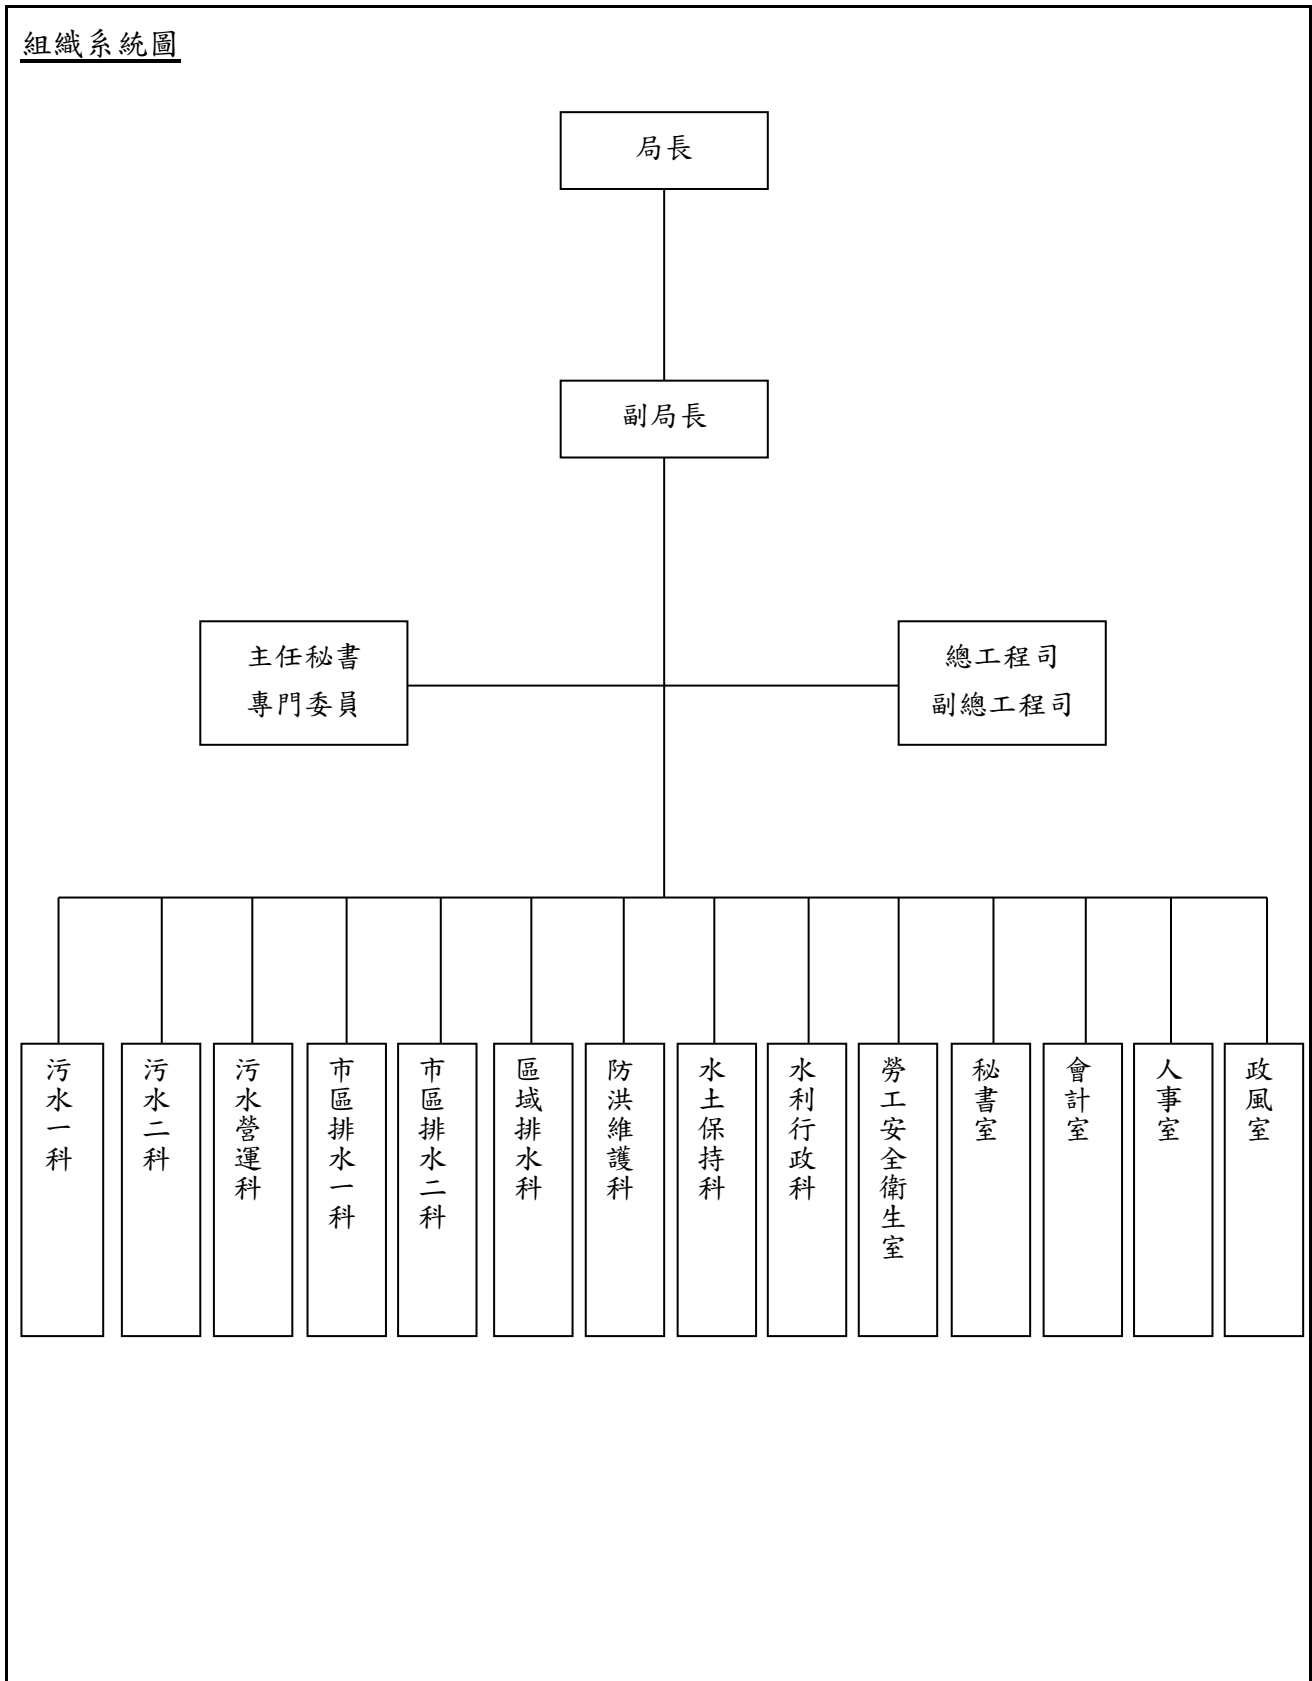 組織系統圖
局長
副局長
主任秘書
專門委員
總工程司
副總工程司
污水一科
污水二科
污水營運科
市區排水一科
市區排水二科
區域排水科
防洪維護科
水土保持科
水利行政科
勞工安全衛生室
秘書室
會計室
人事室
政風室